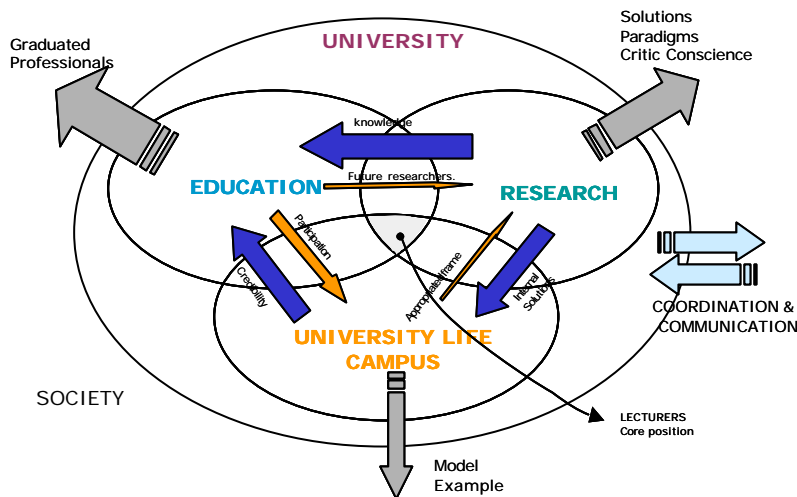 Graduated
Professionals
UNIVERSITY
Solutions
Paradigms
Critic Conscience
knowledge
Future researchers.
EDUCATION
RESEARCH
Participation
Credibility
Appropriated frame
Internal
Solutions
UNIVERSITY LIFE
CAMPUS
COORDINATION &
COMMUNICATION
SOCIETY
LECTURERS
Core position
Model
Example